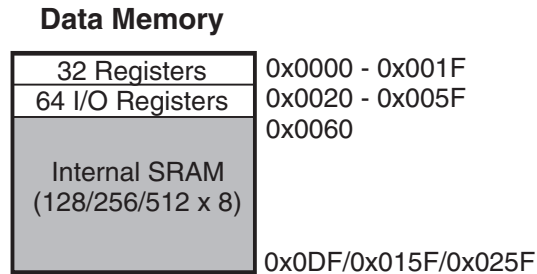 Data Memory
32 Registers 0x0000 - 0x001F
64 I/O Registers 0x0020 - 0x005F
0x0060
Internal SRAM
(128/256/512 x 8)
0x0DF/0x015F/0x025F